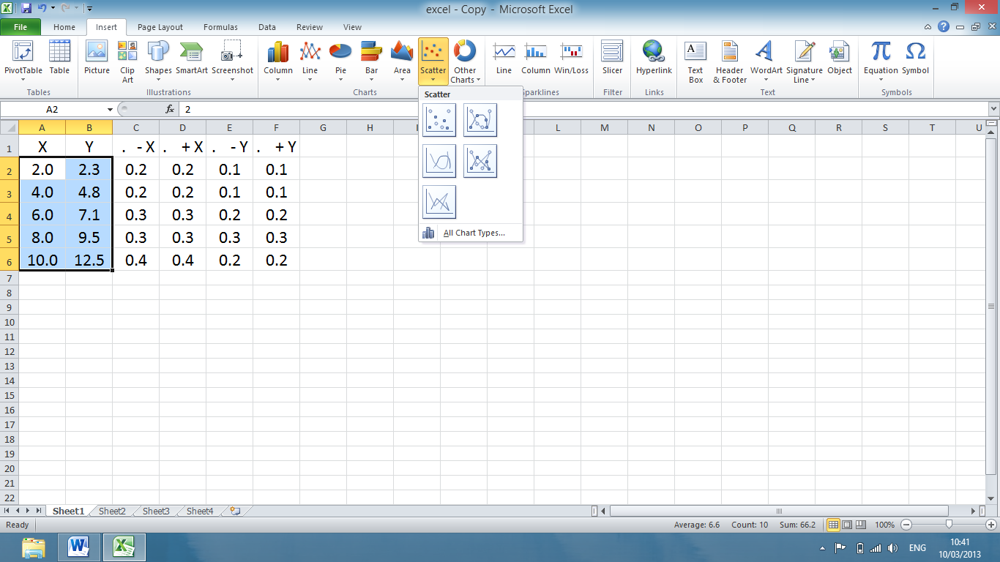 excel - Copy - Microsoft Excel
File Home Insert Page Layout Formulas Data Review View
PivotTable Table Picture Clip Art Shapes SmartArt Screenshot Column Line Pie Bar Area Scatter Other Charts Line Column Win/Loss Slicer Hyperlink Text Box Header & Footer WordArt Signature Line Object Equation Symbol
Tables Illustrations Charts Sparklines Filter Links Text Symbols
A2 fx 2
Scatter
All Chart Types...
A B C D E F G H L M N O P Q R S T U
1 X Y . - X . + X . - Y . + Y
2 2.0 2.3 0.2 0.2 0.1 0.1
3 4.0 4.8 0.2 0.2 0.1 0.1
4 6.0 7.1 0.3 0.3 0.2 0.2
5 8.0 9.5 0.3 0.3 0.3 0.3
6 10.0 12.5 0.4 0.4 0.2 0.2
7
8
9
10
11
12
13
14
15
16
17
18
19
20
21
22
Sheet1 Sheet2 Sheet3 Sheet4
Ready Average: 6.6 Count: 10 Sum: 66.2 100%
ENG 10:41
10/03/2013